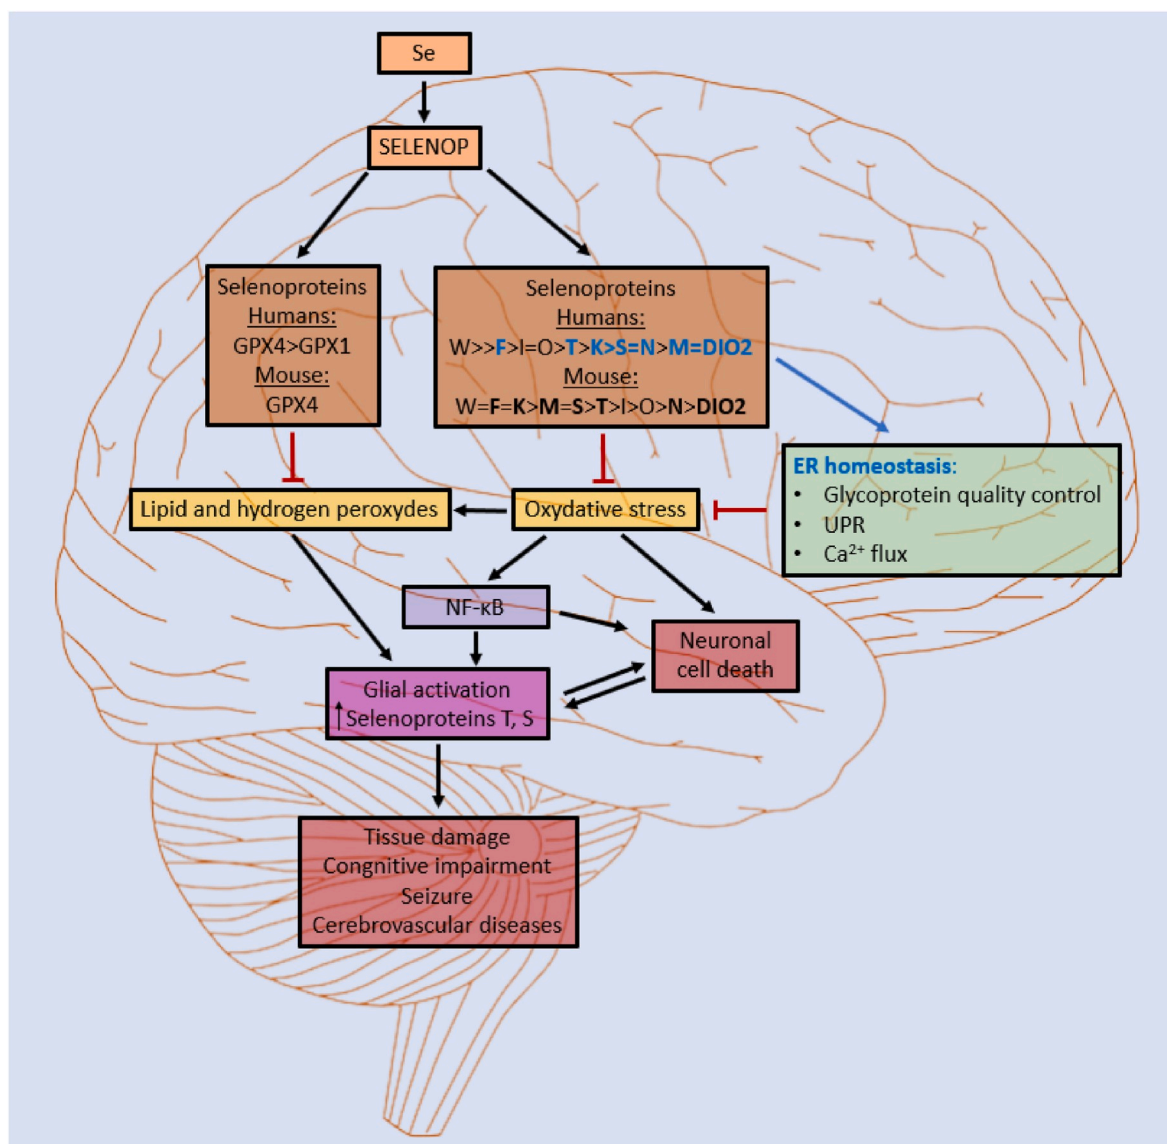 Se
SELENOP
Selenoproteins
Humans:
GPX4>GPX1
Mouse:
GPX4
Selenoproteins
Humans:
W>>F>I=O>T>K>S=N>M=DIO2
Mouse:
W=F=K>M=S>T>I>O>N>DIO2
ER homeostasis:
• Glycoprotein quality control
• UPR
• Ca²⁺ flux
Lipid and hydrogen peroxydes
Oxydative stress
NF-κB
Neuronal
cell death
Glial activation
↑Selenoproteins T, S
Tissue damage
Congnitive impairment
Seizure
Cerebrovascular diseases